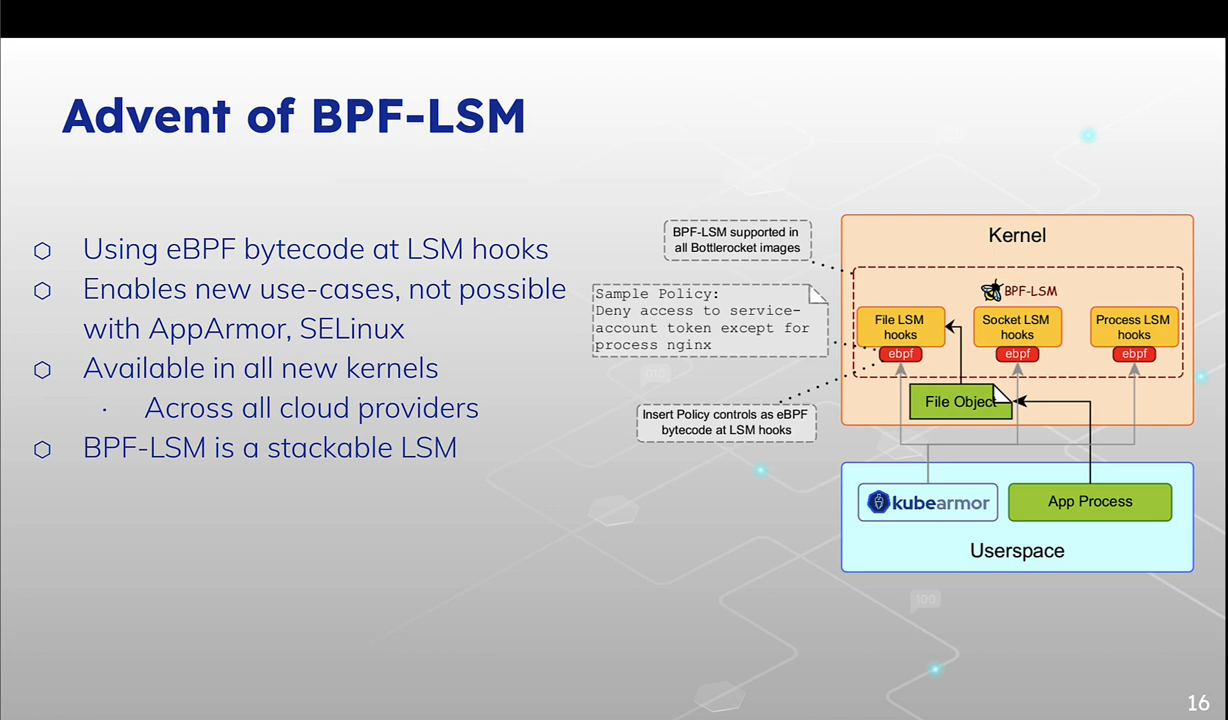 Advent of BPF-LSM
Using eBPF bytecode at LSM hooks
Enables new use-cases, not possible
with AppArmor, SELinux
Available in all new kernels
Across all cloud providers
BPF-LSM is a stackable LSM
BPF-LSM supported in
all Bottlerocket images
Sample Policy:
Deny access to service-
account token except for
process nginx
Insert Policy controls as eBPF
bytecode at LSM hooks
Kernel
BPF-LSM
File LSM
hooks
ebpf
Socket LSM
hooks
ebpf
Process LSM
hooks
ebpf
File Object
kubearmor
App Process
Userspace
100
16